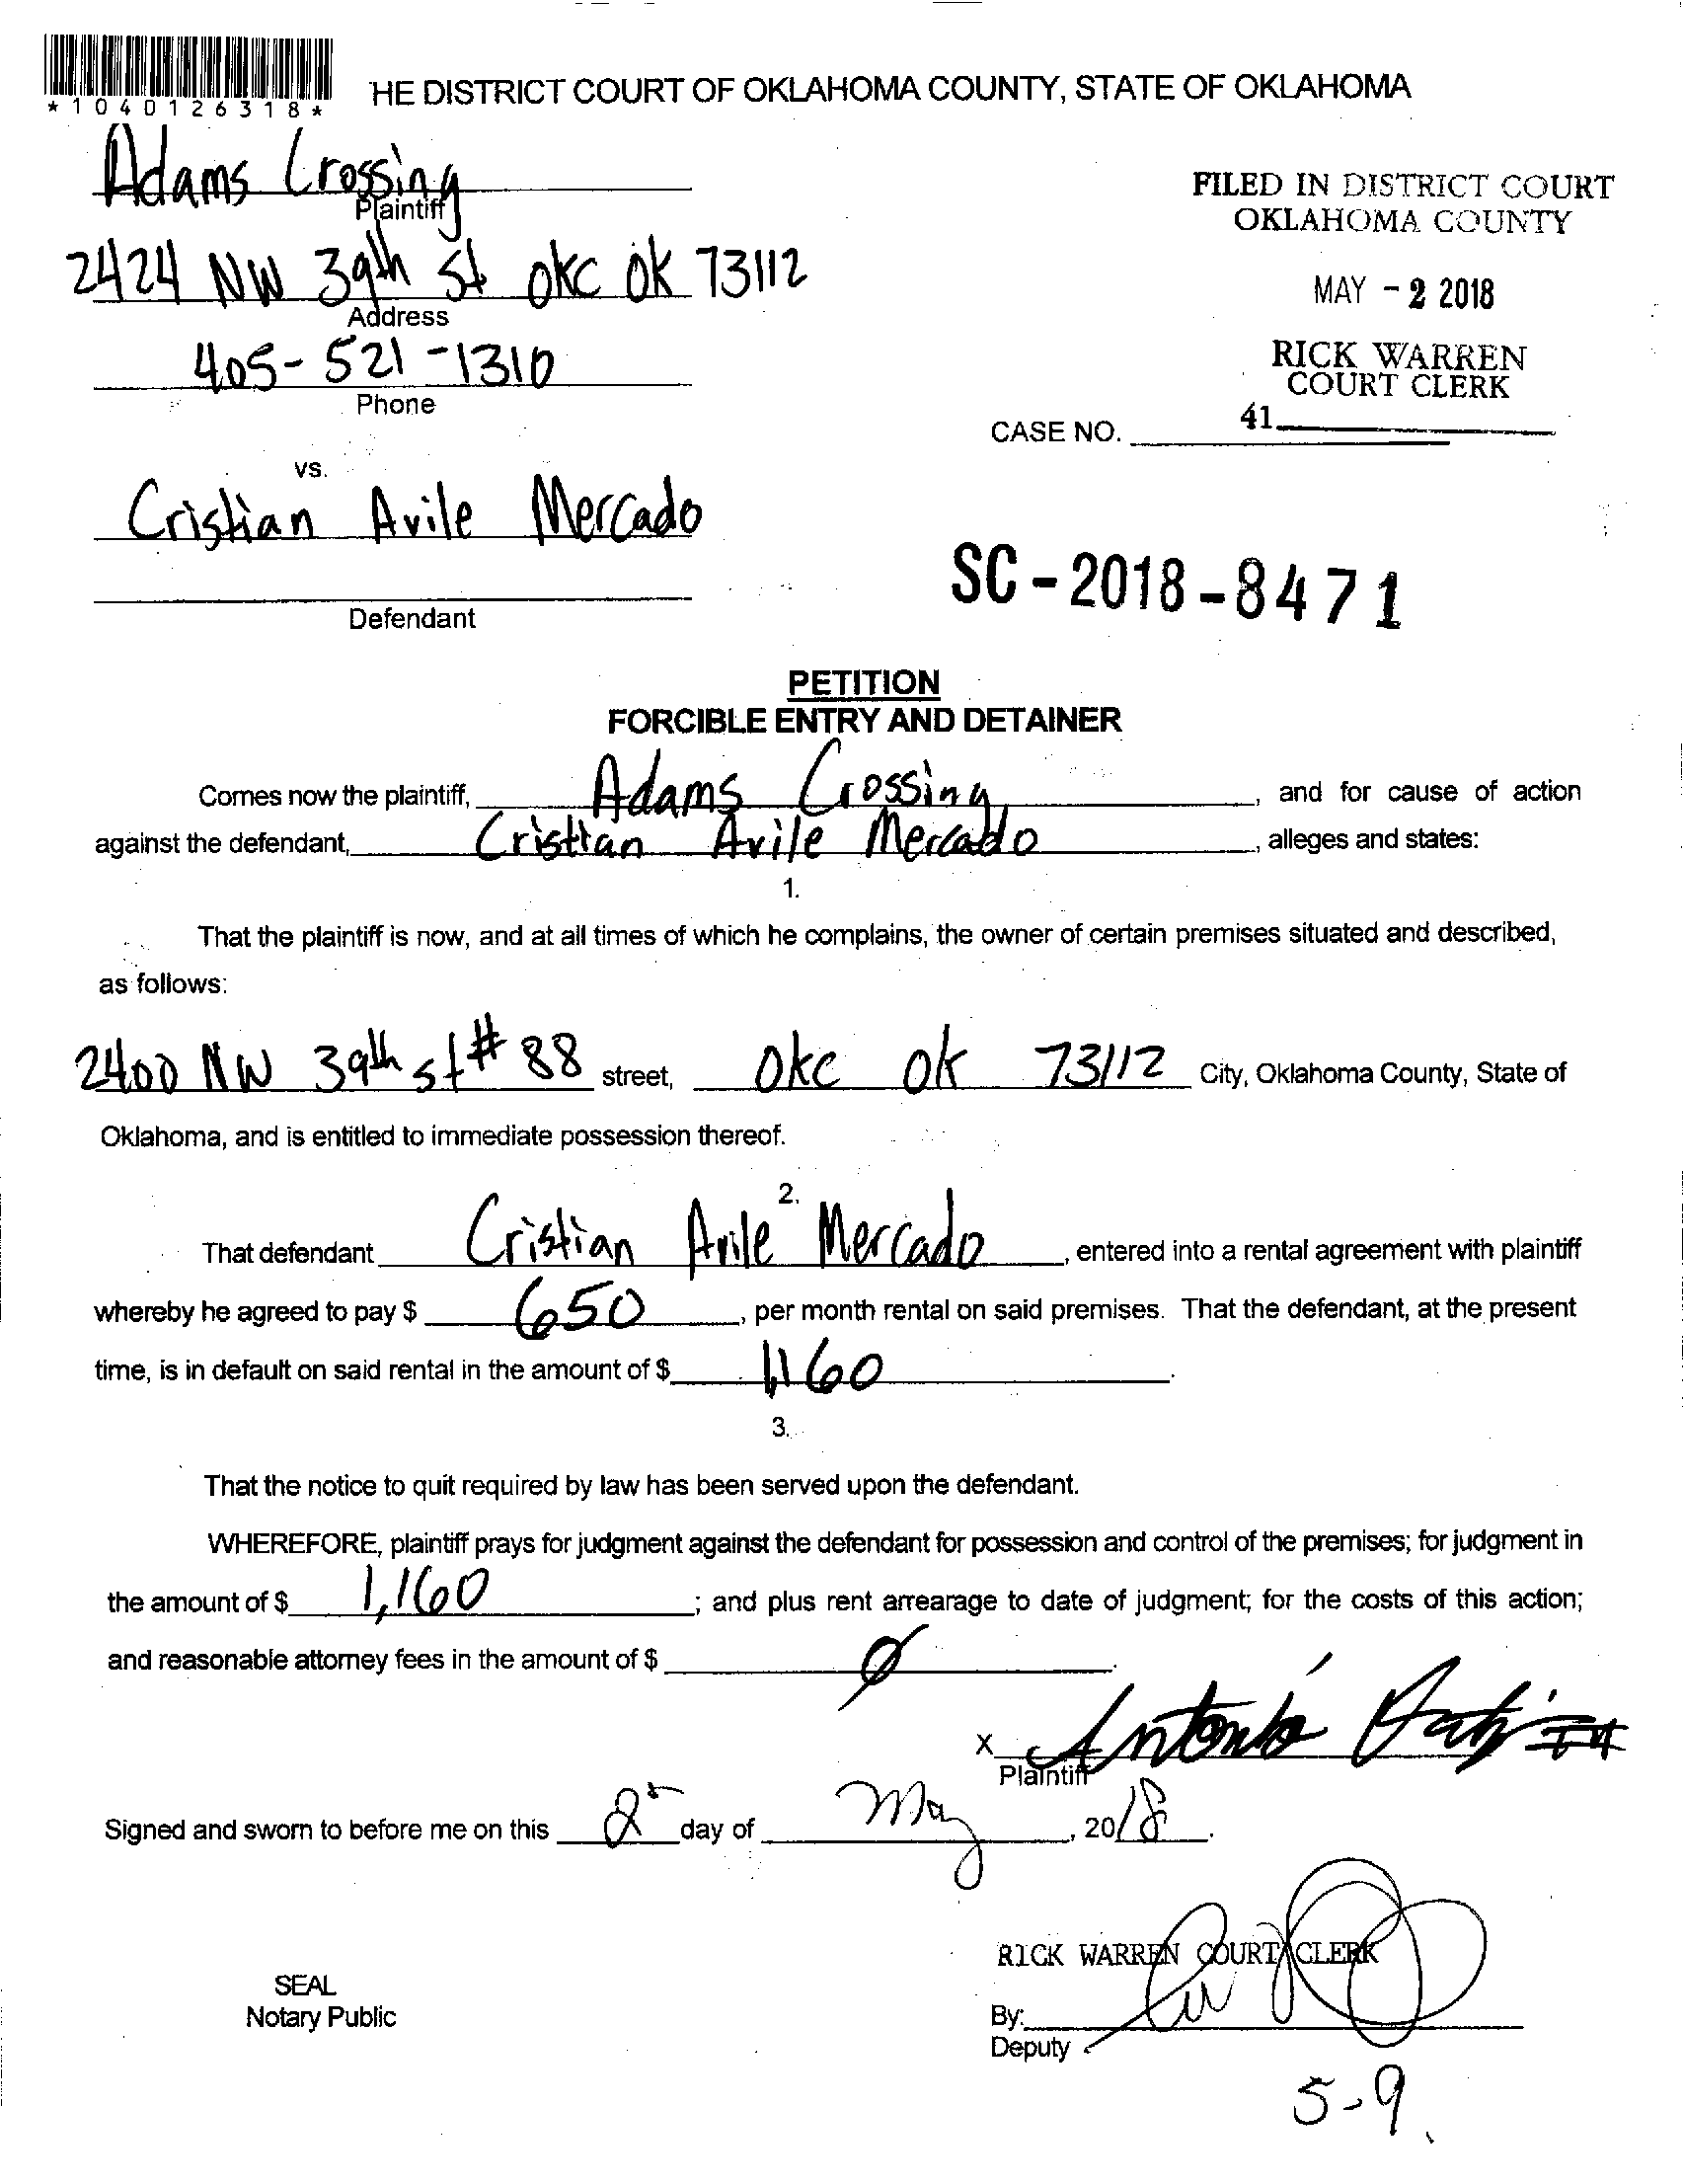 *1040126318*
HE DISTRICT COURT OF OKLAHOMA COUNTY, STATE OF OKLAHOMA
Adams Crossing
Plaintiff
2424 NW 39th St OKC OK 73112
Address
405-521-1310
Phone
FILED IN DISTRICT COURT
OKLAHOMA COUNTY
MAY - 2 2018
RICK WARREN
COURT CLERK
41
CASE NO.
vs.
Cristian Avile Mercado
Defendant
SC-2018-8471
PETITION
FORCIBLE ENTRY AND DETAINER
Comes now the plaintiff, Adams Crossing, and for cause of action
against the defendant, Cristian Avile Mercado, alleges and states:
1.
That the plaintiff is now, and at all times of which he complains, the owner of certain premises situated and described,
as follows:
2400 NW 39th st # 88 street, OKC OK 73112 City, Oklahoma County, State of
Oklahoma, and is entitled to immediate possession thereof.
2.
That defendant Cristian Avile Mercado, entered into a rental agreement with plaintiff
whereby he agreed to pay $ 650, per month rental on said premises. That the defendant, at the present
time, is in default on said rental in the amount of $ 1,160.
3.
That the notice to quit required by law has been served upon the defendant.
WHEREFORE, plaintiff prays for judgment against the defendant for possession and control of the premises; for judgment in
the amount of $ 1,160; and plus rent arrearage to date of judgment; for the costs of this action;
and reasonable attorney fees in the amount of $ Ø.
X
Plaintiff
Signed and sworn to before me on this 2 day of May, 2018.
RICK WARREN COURT CLERK
SEAL
Notary Public
By:
Deputy
5-9